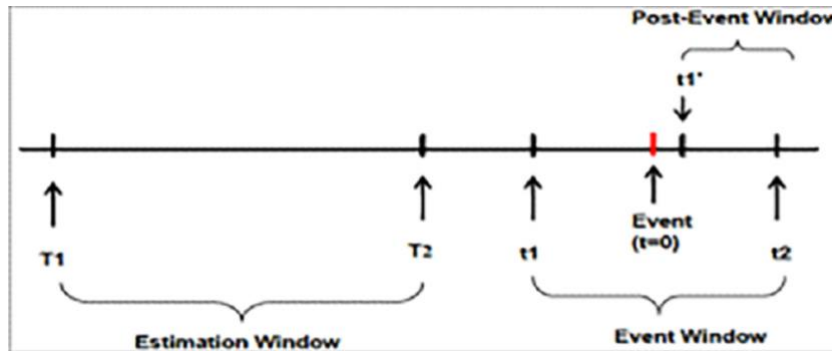 Post-Event Window
t1*
T1
T2
t1
Event
(t=0)
t2
Estimation Window
Event Window